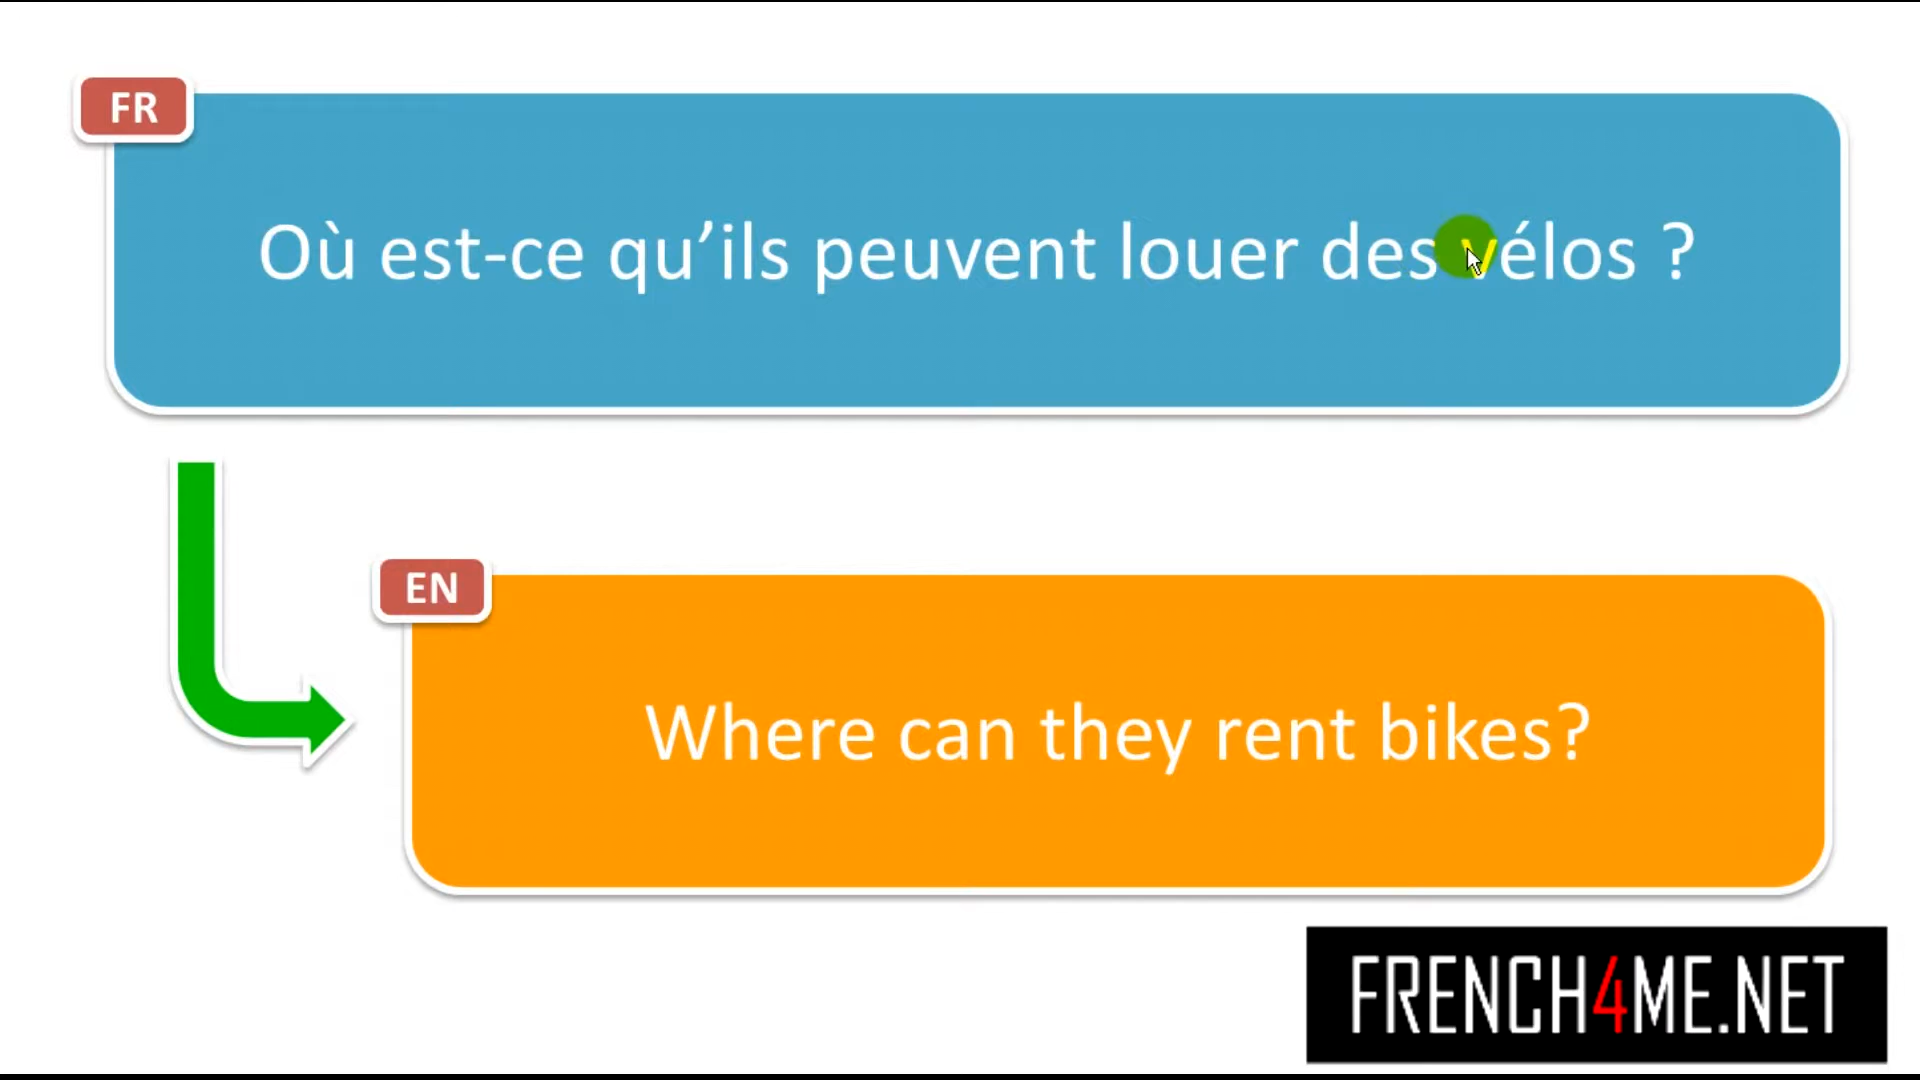 FR
Où est-ce qu’ils peuvent louer des vélos ?
EN
Where can they rent bikes?
FRENCH4ME.NET